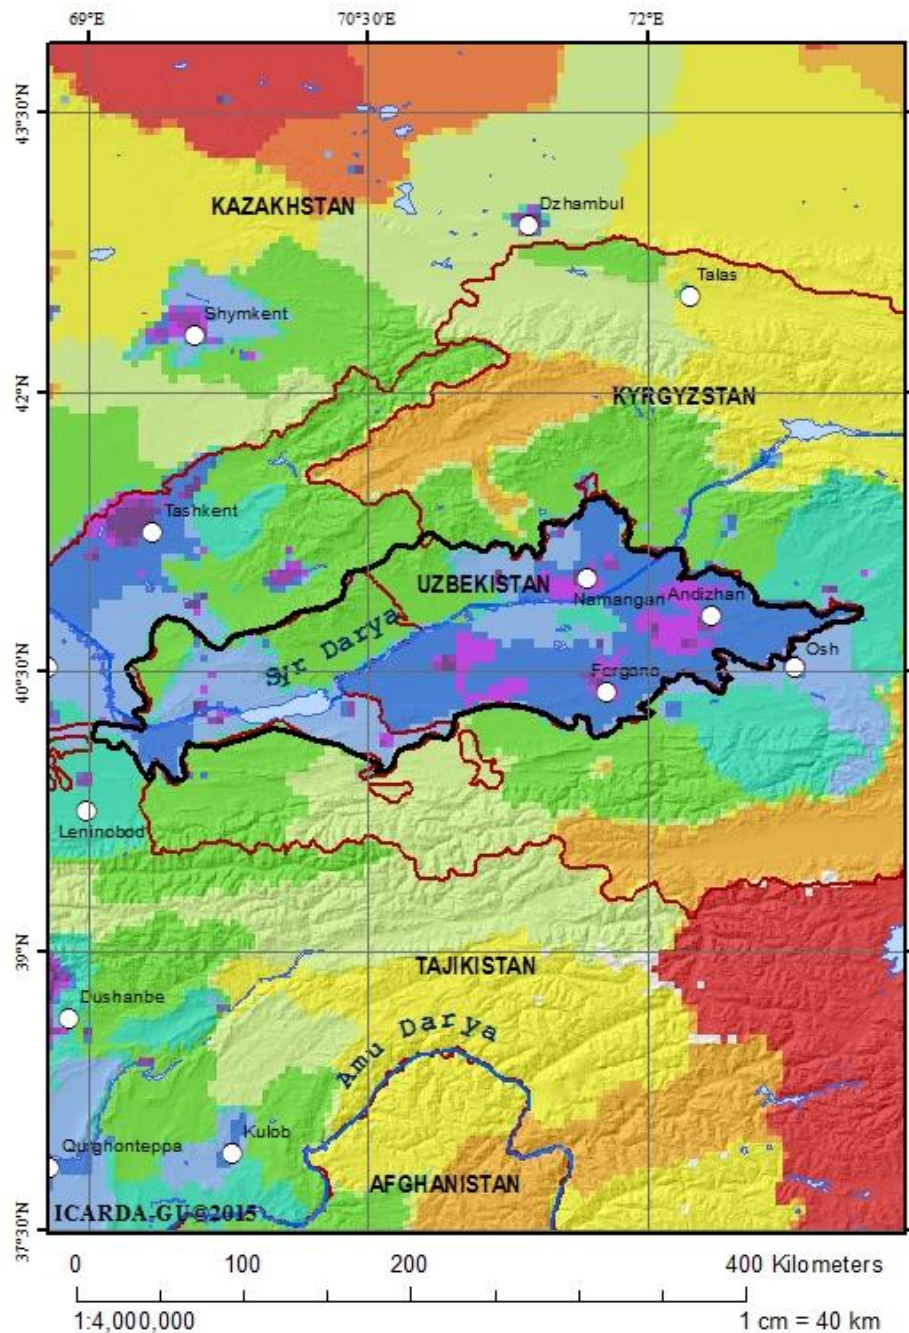 69°E 70°30'E 72°E
43°30'N
KAZAKHSTAN
Dzhambul
Talas
Shymkent
42°N
KYRGYZSTAN
Tashkent
UZBEKISTAN
Namangan
Andizhan
Syr Darya
40°30'N
Osh
Fergana
Leninobod
39°N
TAJIKISTAN
Dushanbe
Amu Darya
Kulob
Qurghonteppa
AFGHANISTAN
ICARDA-GU©2015
37°30'N
0 100 200 400 Kilometers
1:4,000,000 1 cm = 40 km